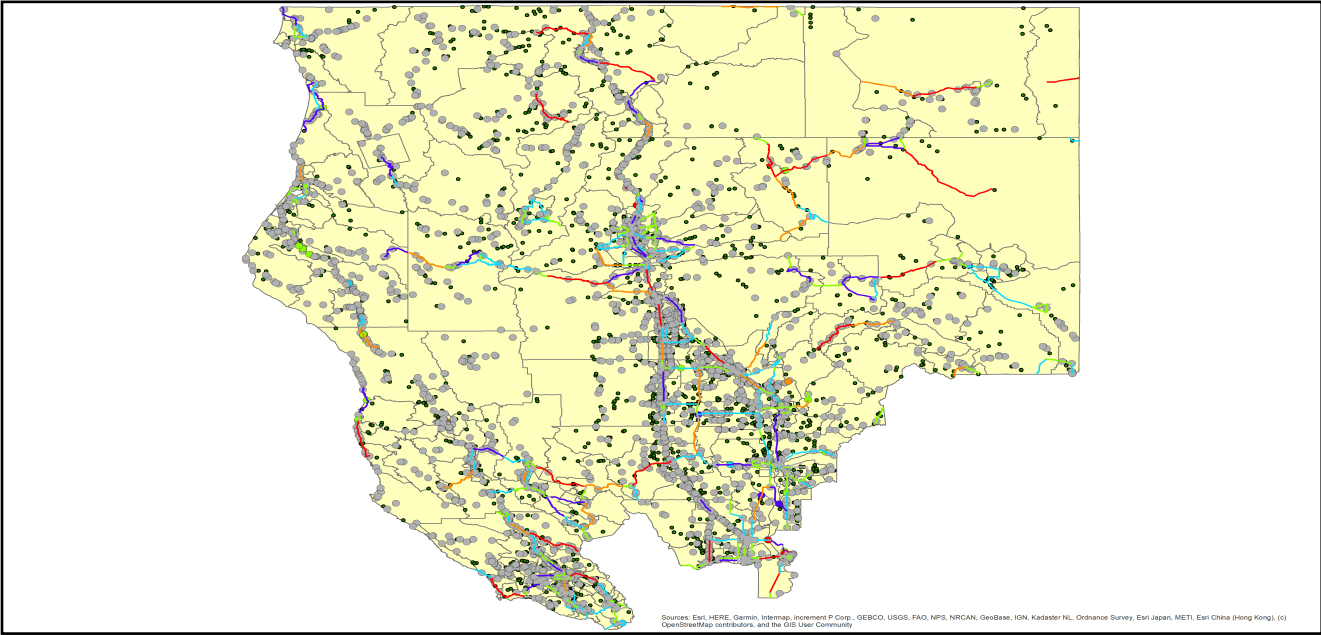 Sources: Esri, HERE, Garmin, Intermap, increment P Corp., GEBCO, USGS, FAO, NPS, NRCAN, GeoBase, IGN, Kadaster NL, Ordnance Survey, Esri Japan, METI, Esri China (Hong Kong), (c)
OpenStreetMap contributors, and the GIS User Community